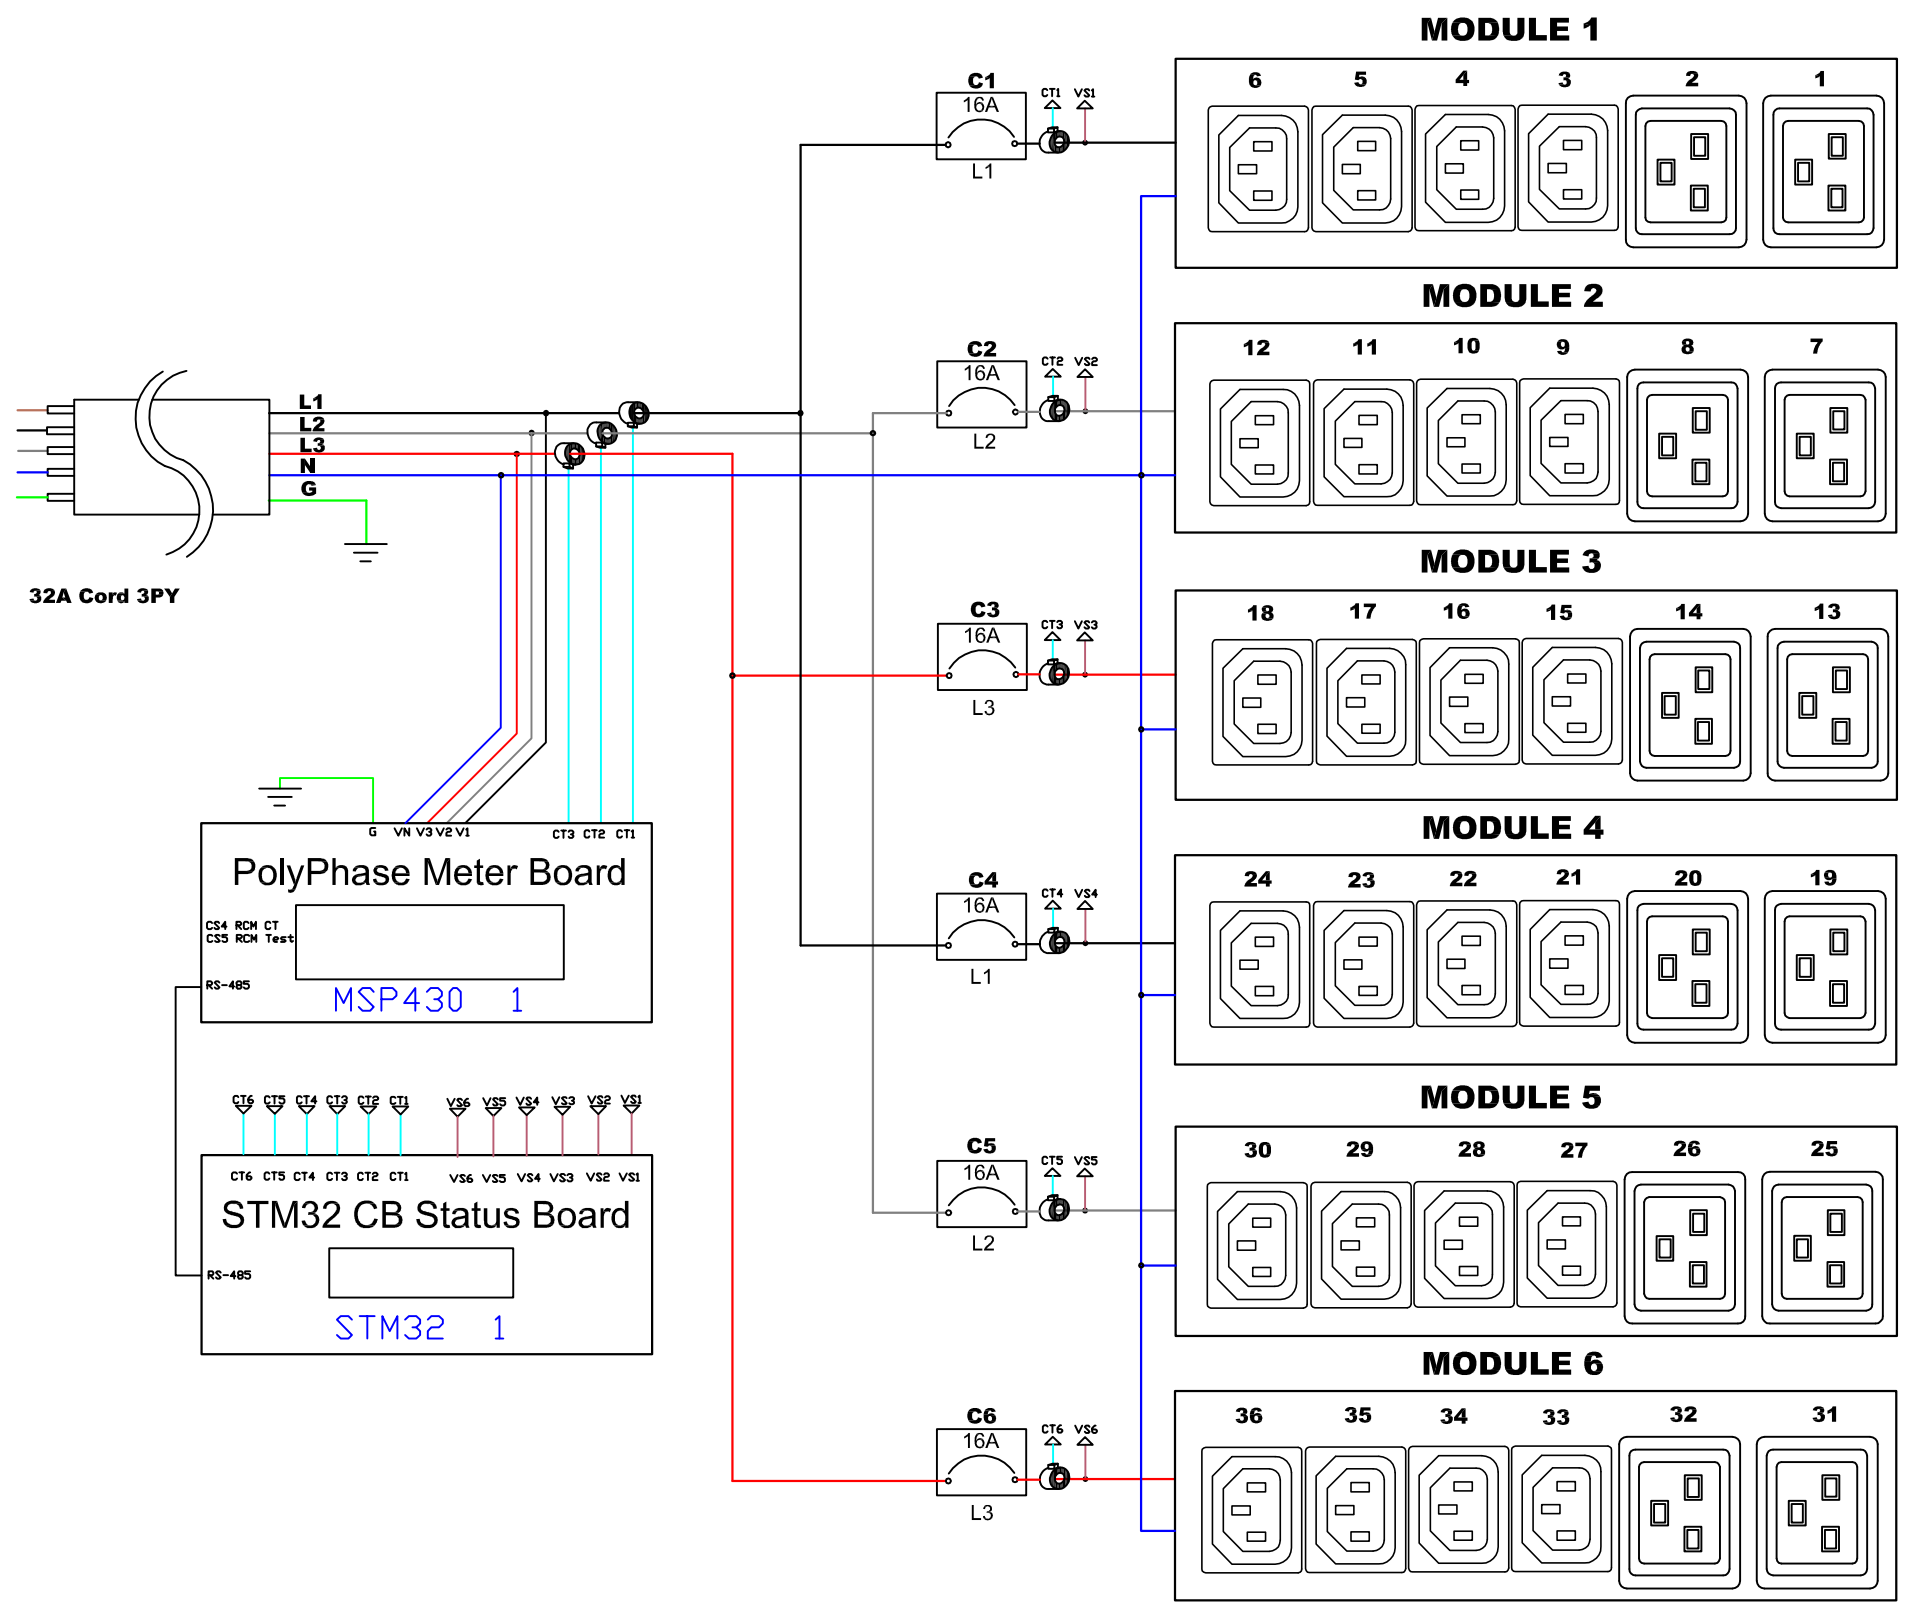 MODULE 1
6 5 4 3 2 1
C1
16A
L1
CT1 VS1
MODULE 2
12 11 10 9 8 7
C2
16A
L2
CT2 VS2
L1
L2
L3
N
G
32A Cord 3PY
MODULE 3
18 17 16 15 14 13
C3
16A
L3
CT3 VS3
G VN V3 V2 V1 CT3 CT2 CT1
PolyPhase Meter Board
CS4 RCM CT
CS5 RCM Test
RS-485
MSP430 1
MODULE 4
24 23 22 21 20 19
C4
16A
L1
CT4 VS4
CT6 CT5 CT4 CT3 CT2 CT1 VS6 VS5 VS4 VS3 VS2 VS1
CT6 CT5 CT4 CT3 CT2 CT1 VS6 VS5 VS4 VS3 VS2 VS1
STM32 CB Status Board
RS-485
STM32 1
MODULE 5
30 29 28 27 26 25
C5
16A
L2
CT5 VS5
MODULE 6
36 35 34 33 32 31
C6
16A
L3
CT6 VS6